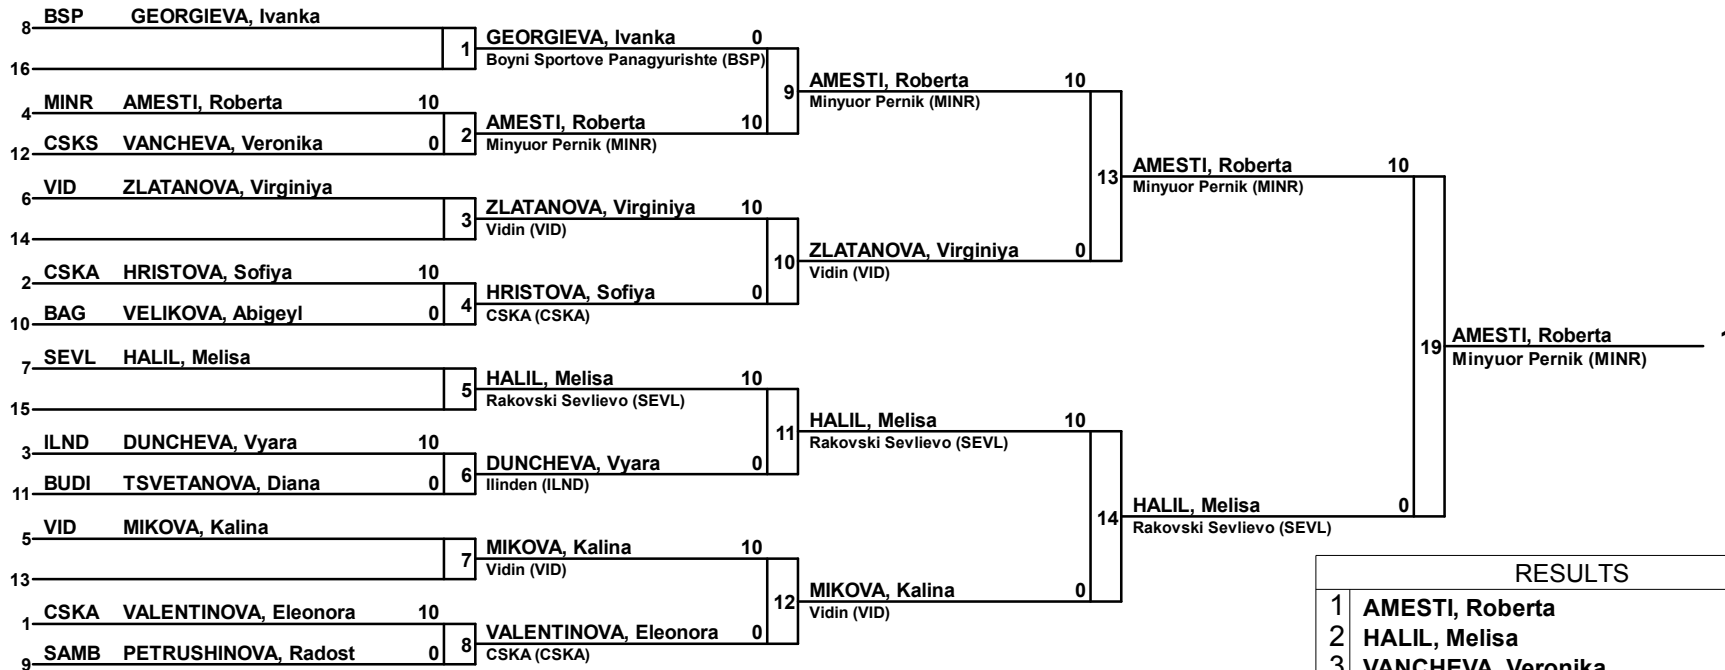 BSP GEORGIEVA, Ivanka
8
1 GEORGIEVA, Ivanka 0
Boyni Sportove Panagyurishte (BSP)
16
9 AMESTI, Roberta 10
Minyuor Pernik (MINR)
MINR AMESTI, Roberta 10
4
2 AMESTI, Roberta 10
Minyuor Pernik (MINR)
12 CSKS VANCHEVA, Veronika 0
13 AMESTI, Roberta 10
Minyuor Pernik (MINR)
VID ZLATANOVA, Virginiya
6
3 ZLATANOVA, Virginiya 10
Vidin (VID)
14
10 ZLATANOVA, Virginiya 0
Vidin (VID)
CSKA HRISTOVA, Sofiya 10
2
4 HRISTOVA, Sofiya 0
CSKA (CSKA)
10 BAG VELIKOVA, Abigeyl 0
19 AMESTI, Roberta
Minyuor Pernik (MINR)
SEVL HALIL, Melisa
7
5 HALIL, Melisa 10
Rakovski Sevlievo (SEVL)
15
11 HALIL, Melisa 10
Rakovski Sevlievo (SEVL)
ILND DUNCHEVA, Vyara 10
3
6 DUNCHEVA, Vyara 0
Ilinden (ILND)
11 BUDI TSVETANOVA, Diana 0
14 HALIL, Melisa 0
Rakovski Sevlievo (SEVL)
VID MIKOVA, Kalina
5
7 MIKOVA, Kalina 10
Vidin (VID)
13
12 MIKOVA, Kalina 0
Vidin (VID)
CSKA VALENTINOVA, Eleonora 10
1
8 VALENTINOVA, Eleonora 0
CSKA (CSKA)
9 SAMB PETRUSHINOVA, Radost 0
RESULTS
1 AMESTI, Roberta
2 HALIL, Melisa
3 VANCHEVA, Veronika